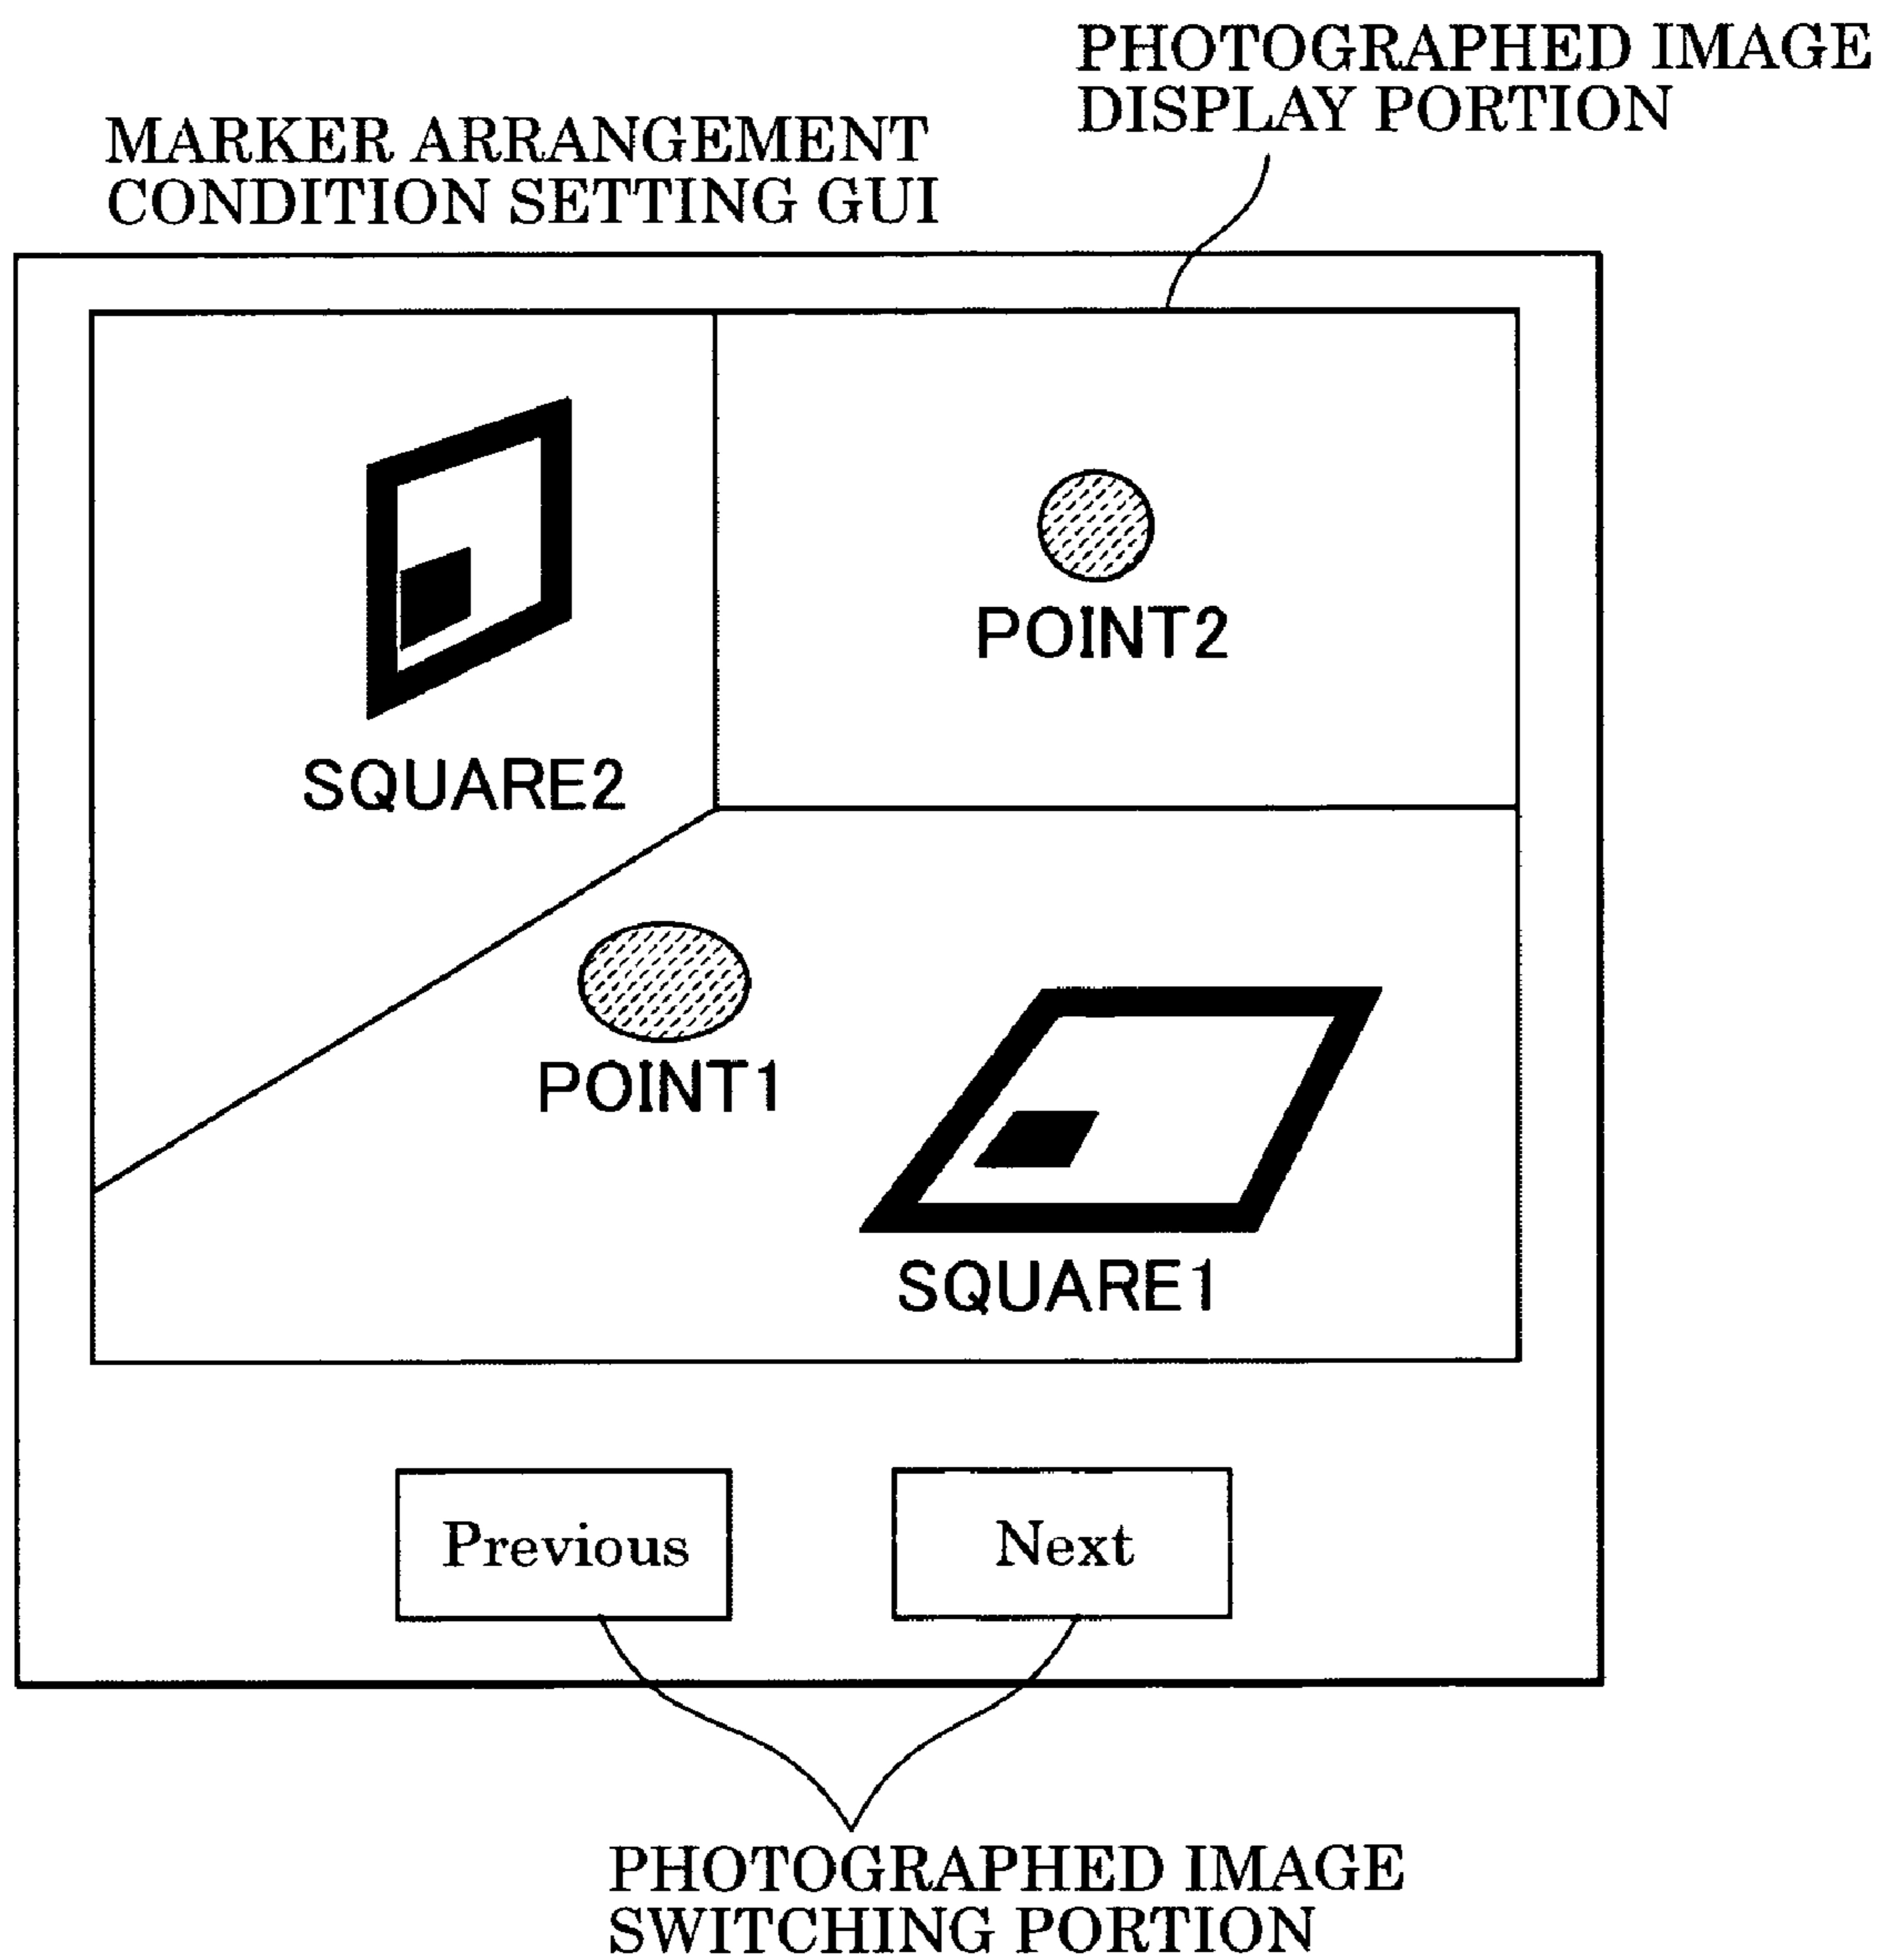 PHOTOGRAPHED IMAGE
DISPLAY PORTION
MARKER ARRANGEMENT
CONDITION SETTING GUI
POINT2
SQUARE2
POINT1
SQUARE1
Previous
Next
PHOTOGRAPHED IMAGE
SWITCHING PORTION